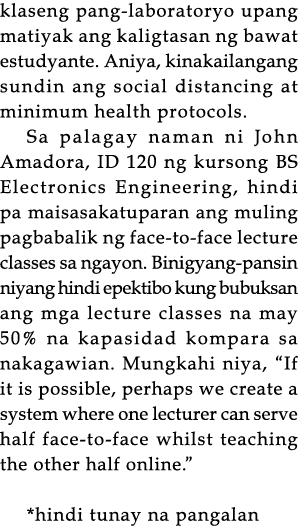 klaseng pang-laboratoryo upang
matiyak ang kaligtasan ng bawat
estudyante. Aniya, kinakailangang
sundin ang social distancing at
minimum health protocols.
Sa palagay naman ni John
Amadora, ID 120 ng kursong BS
Electronics Engineering, hindi
pa maisasakatuparan ang muling
pagbabalik ng face-to-face lecture
classes sa ngayon. Binigyang-pansin
niyang hindi epektibo kung bubuksan
ang mga lecture classes na may
50% na kapasidad kompara sa
nakagawian. Mungkahi niya, “If
it is possible, perhaps we create a
system where one lecturer can serve
half face-to-face whilst teaching
the other half online.”
*hindi tunay na pangalan